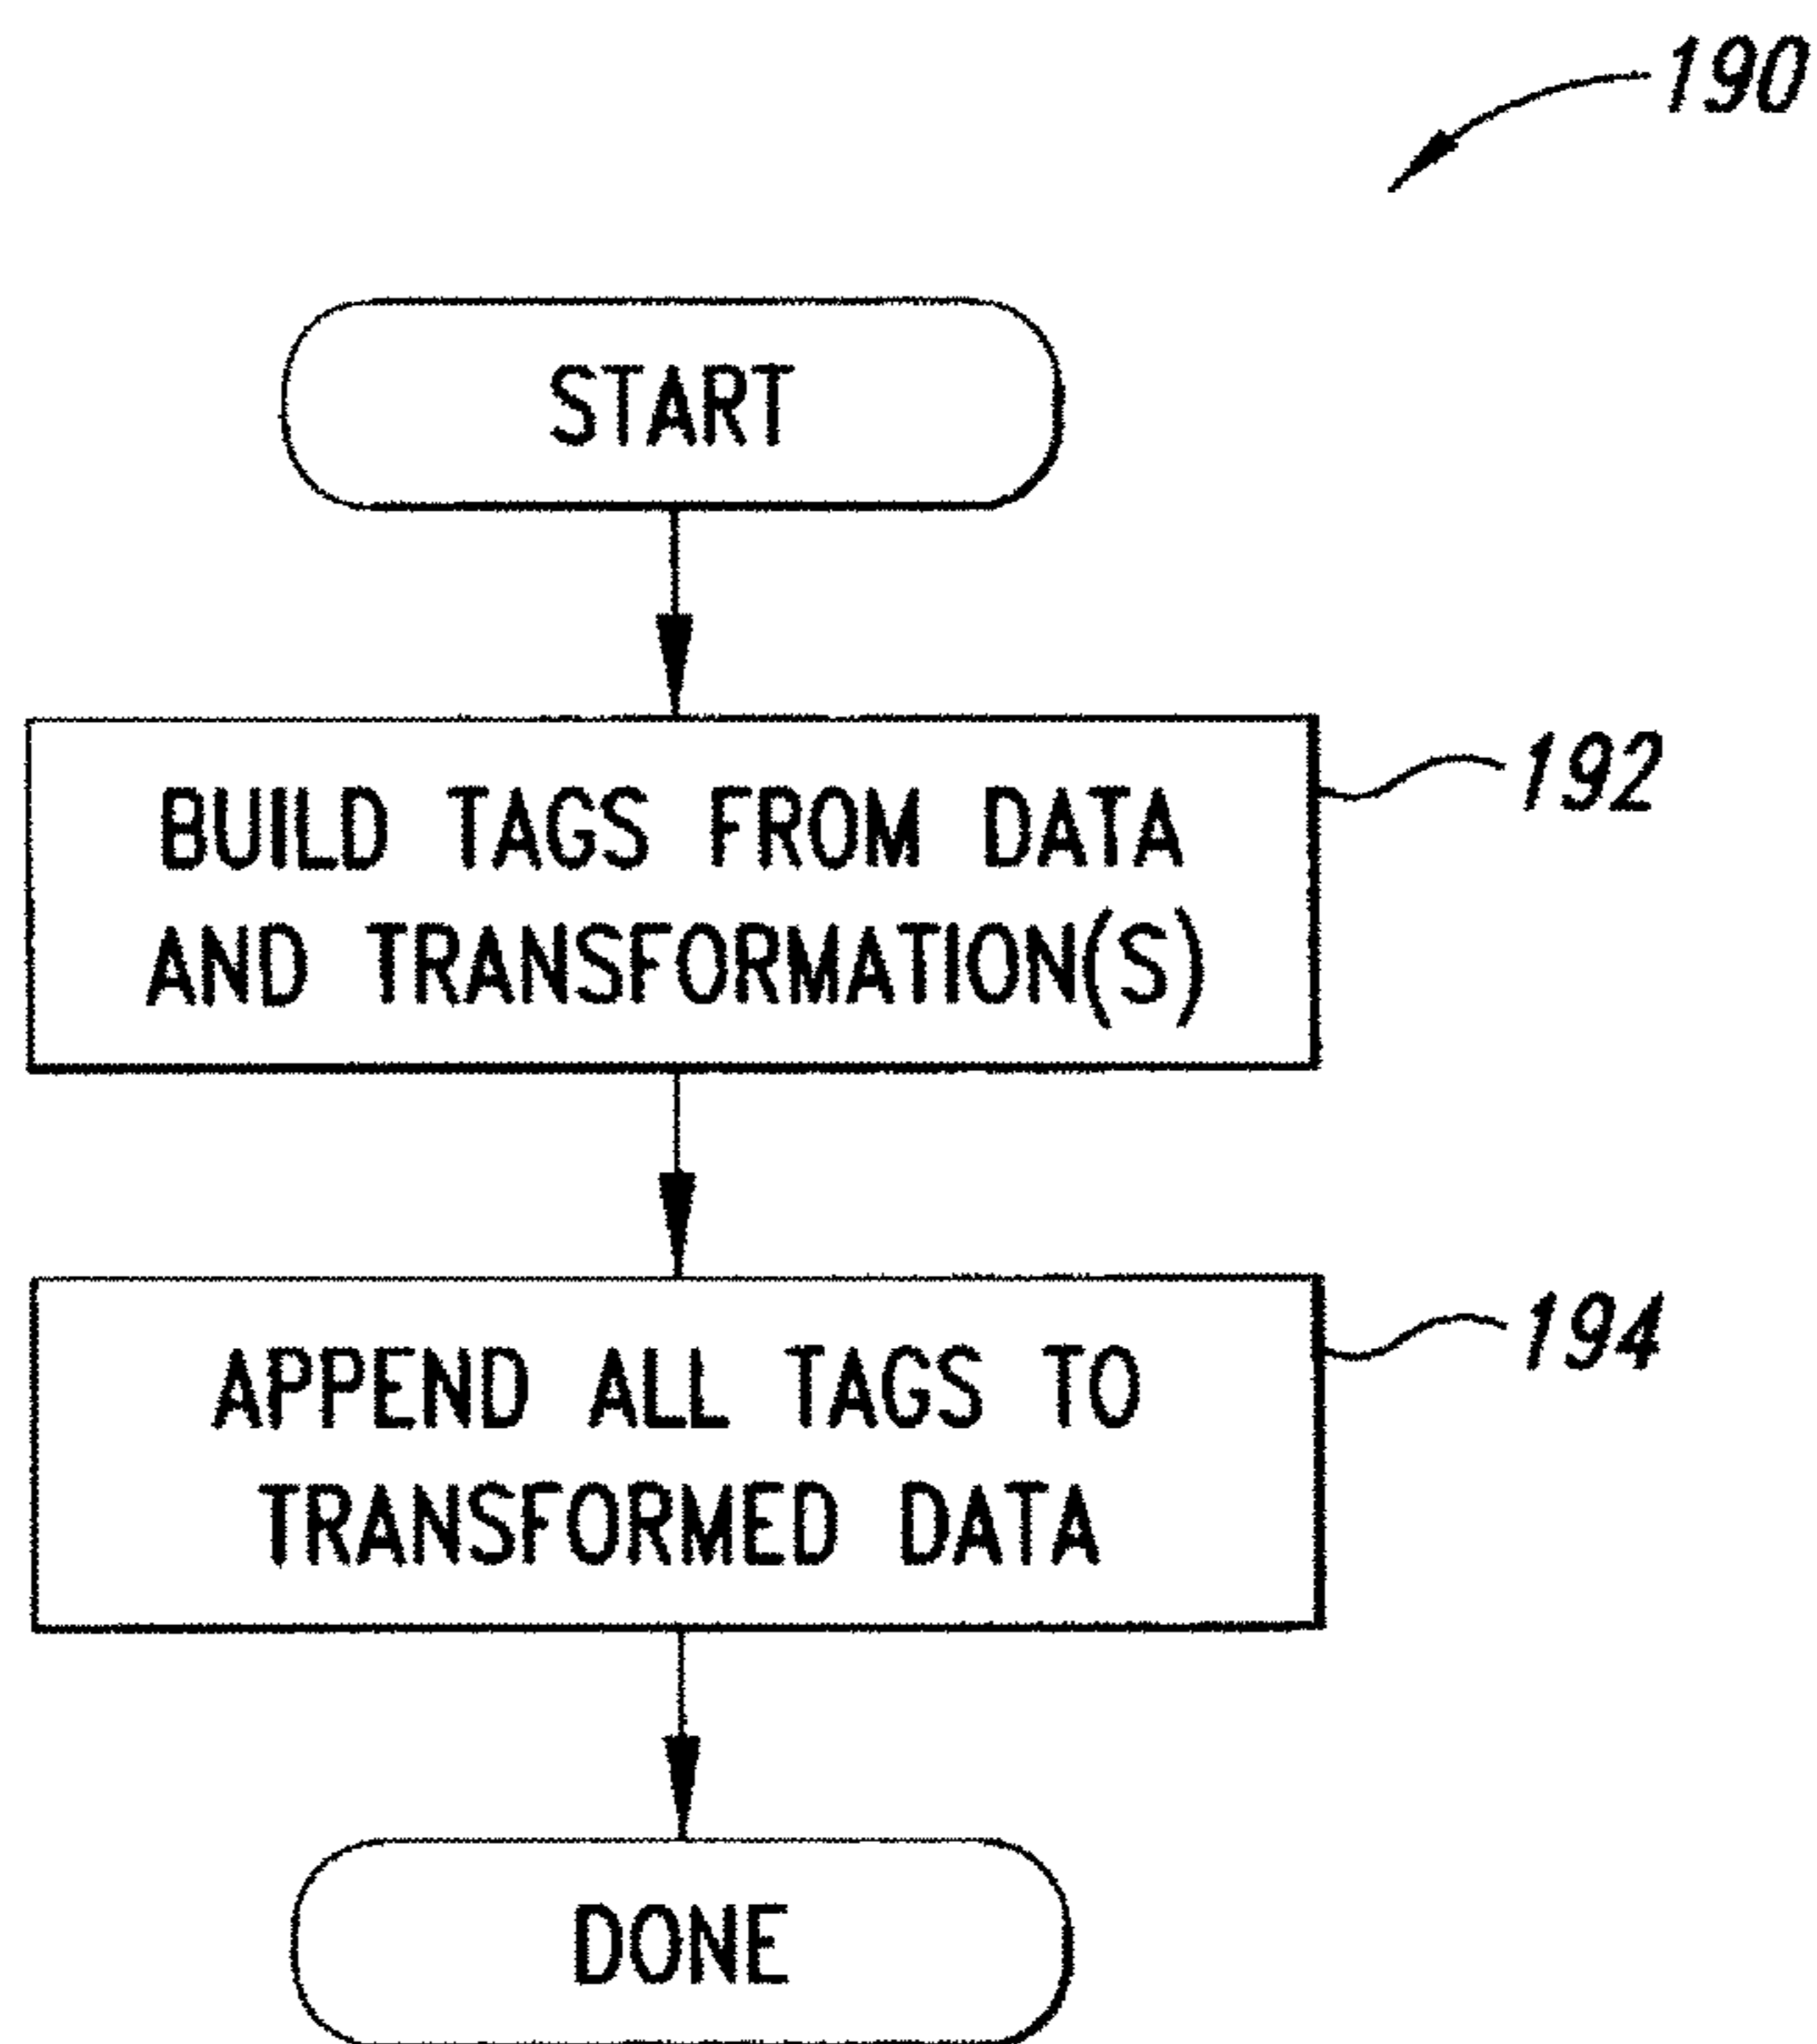 190
START
192
BUILD TAGS FROM DATA
AND TRANSFORMATION(S)
194
APPEND ALL TAGS TO
TRANSFORMED DATA
DONE